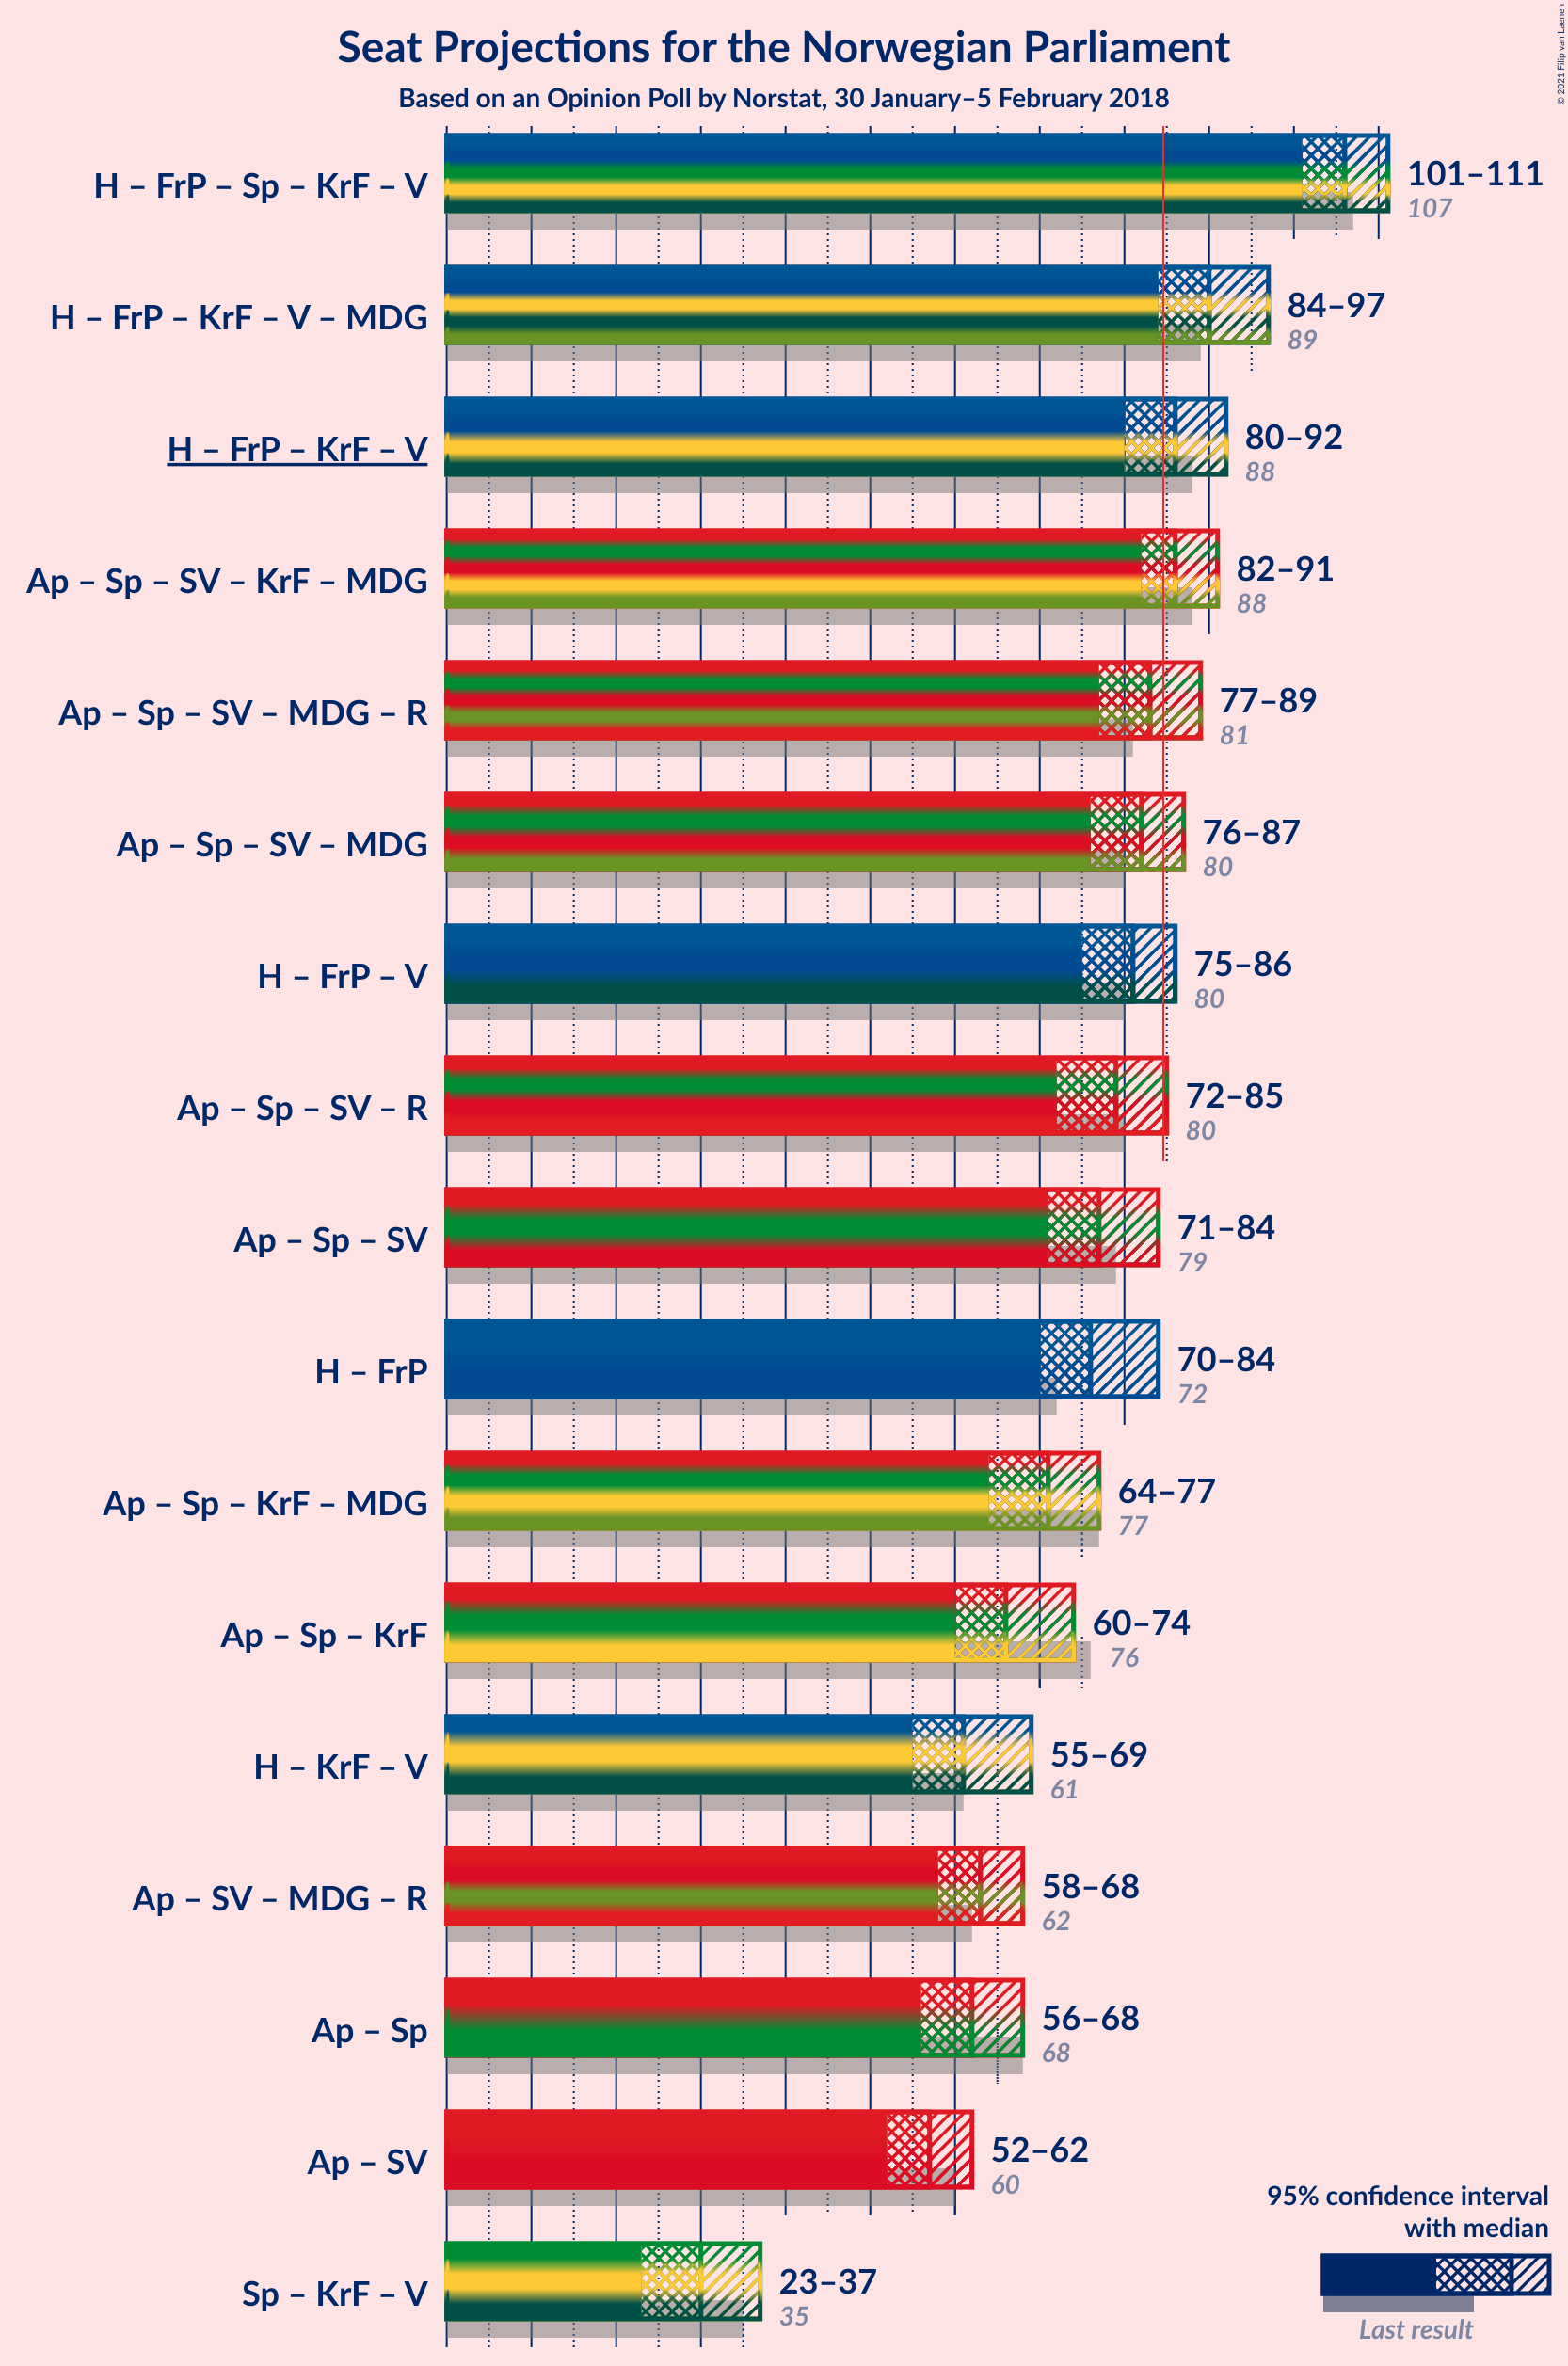 Seat Projections for the Norwegian Parliament
Based on an Opinion Poll by Norstat, 30 January–5 February 2018
© 2021 Filip van Laenen
H – FrP – Sp – KrF – V
101–111
107
H – FrP – KrF – V – MDG
84–97
89
H – FrP – KrF – V
80–92
88
Ap – Sp – SV – KrF – MDG
82–91
88
Ap – Sp – SV – MDG – R
77–89
81
Ap – Sp – SV – MDG
76–87
80
H – FrP – V
75–86
80
Ap – Sp – SV – R
72–85
80
Ap – Sp – SV
71–84
79
H – FrP
70–84
72
Ap – Sp – KrF – MDG
64–77
77
Ap – Sp – KrF
60–74
76
H – KrF – V
55–69
61
Ap – SV – MDG – R
58–68
62
Ap – Sp
56–68
68
Ap – SV
52–62
60
Sp – KrF – V
23–37
35
95% confidence interval
with median
Last result